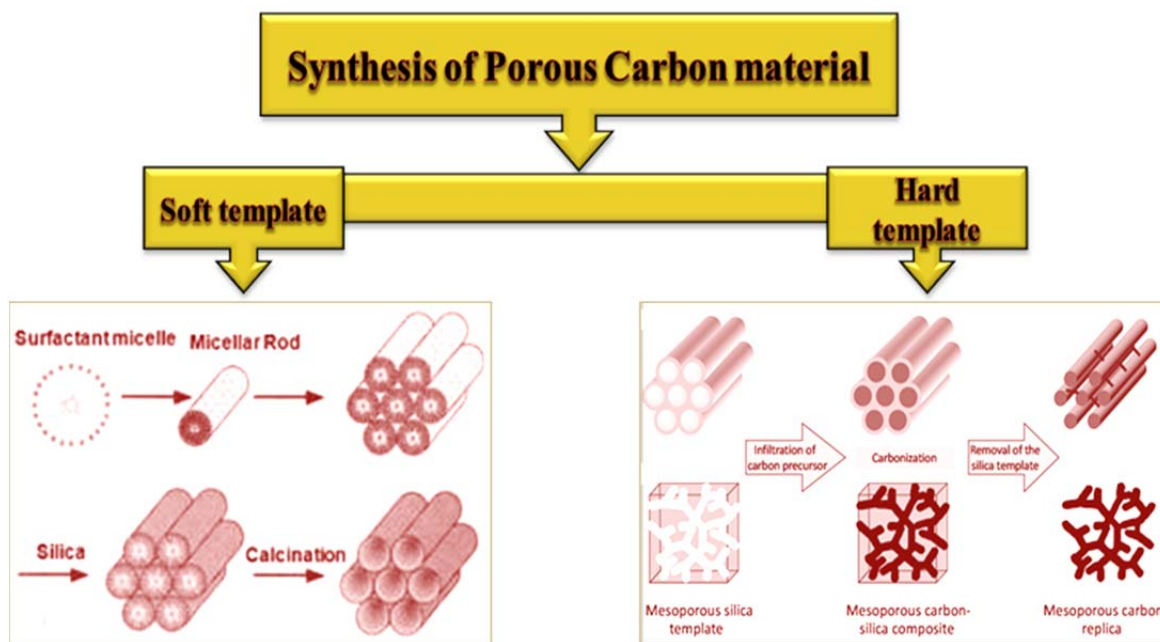 Synthesis of Porous Carbon material
Soft template
Hard
template
Surfactant micelle
Micellar Rod
Silica
Calcination
Infiltration of
carbon precursor
Carbonization
Removal of the
silica template
Mesoporous silica
template
Mesoporous carbon-
silica composite
Mesoporous carbon
replica